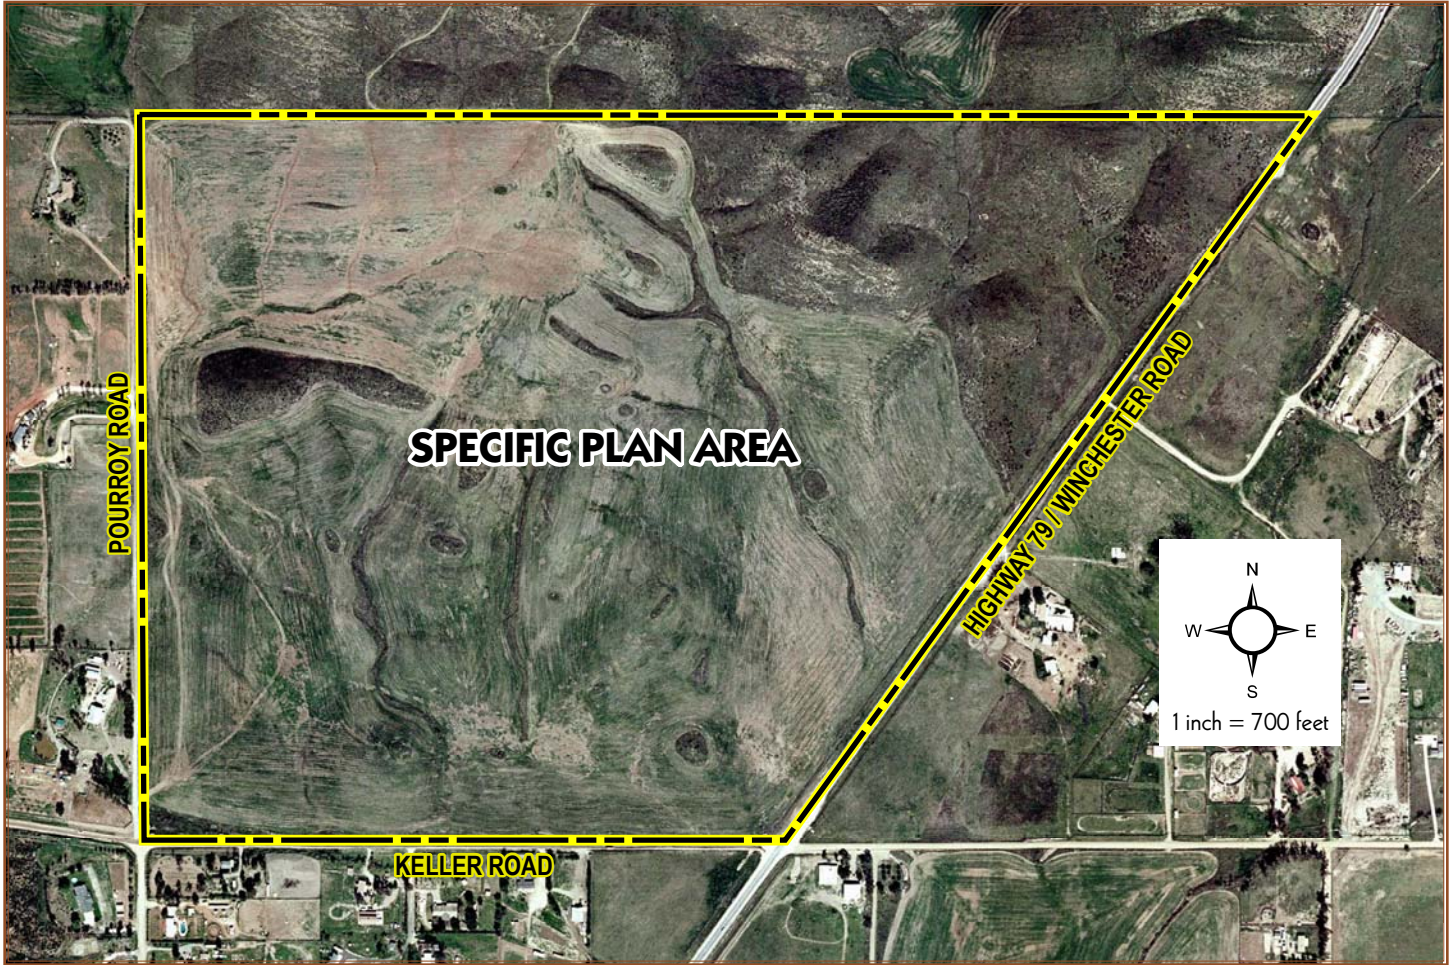 SPECIFIC PLAN AREA
POURROY ROAD
HIGHWAY 79 / WINCHESTER ROAD
KELLER ROAD
N
W E
S
1 inch = 700 feet